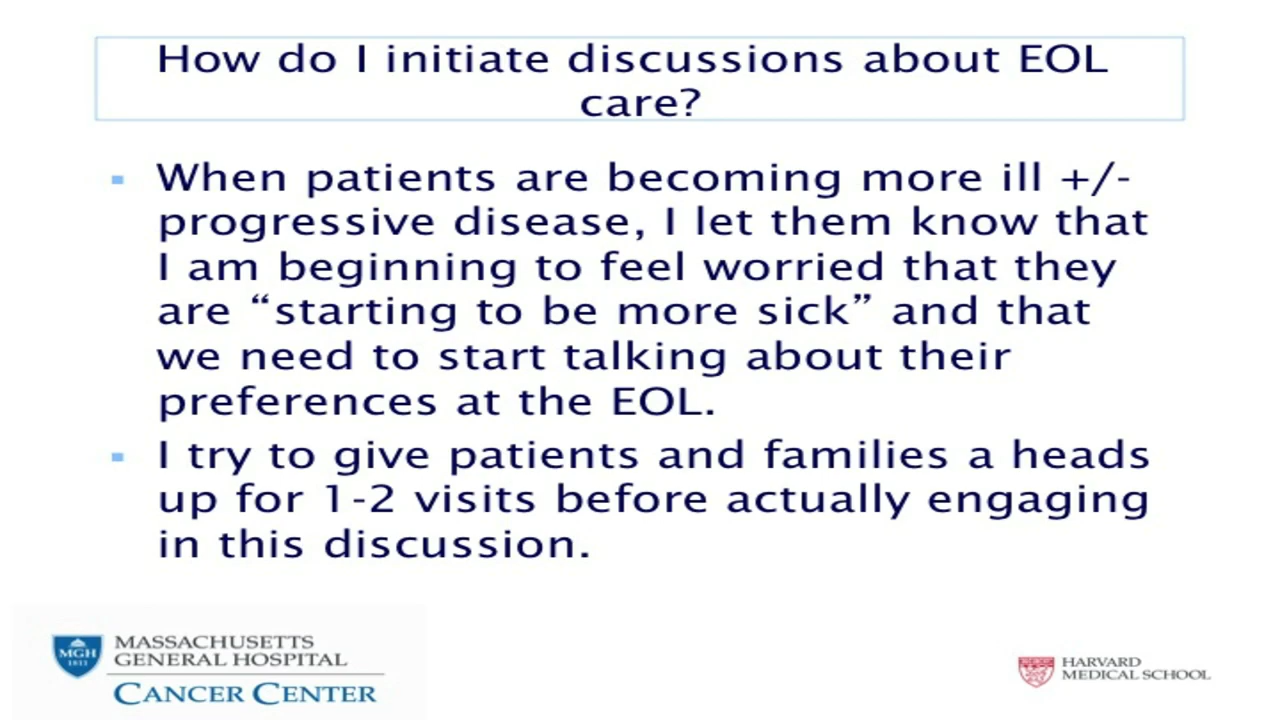 How do I initiate discussions about EOL
care?
When patients are becoming more ill +/-
progressive disease, I let them know that
I am beginning to feel worried that they
are “starting to be more sick” and that
we need to start talking about their
preferences at the EOL.
I try to give patients and families a heads
up for 1-2 visits before actually engaging
in this discussion.
MGH
1811
MASSACHUSETTS
GENERAL HOSPITAL
CANCER CENTER
HARVARD
MEDICAL SCHOOL